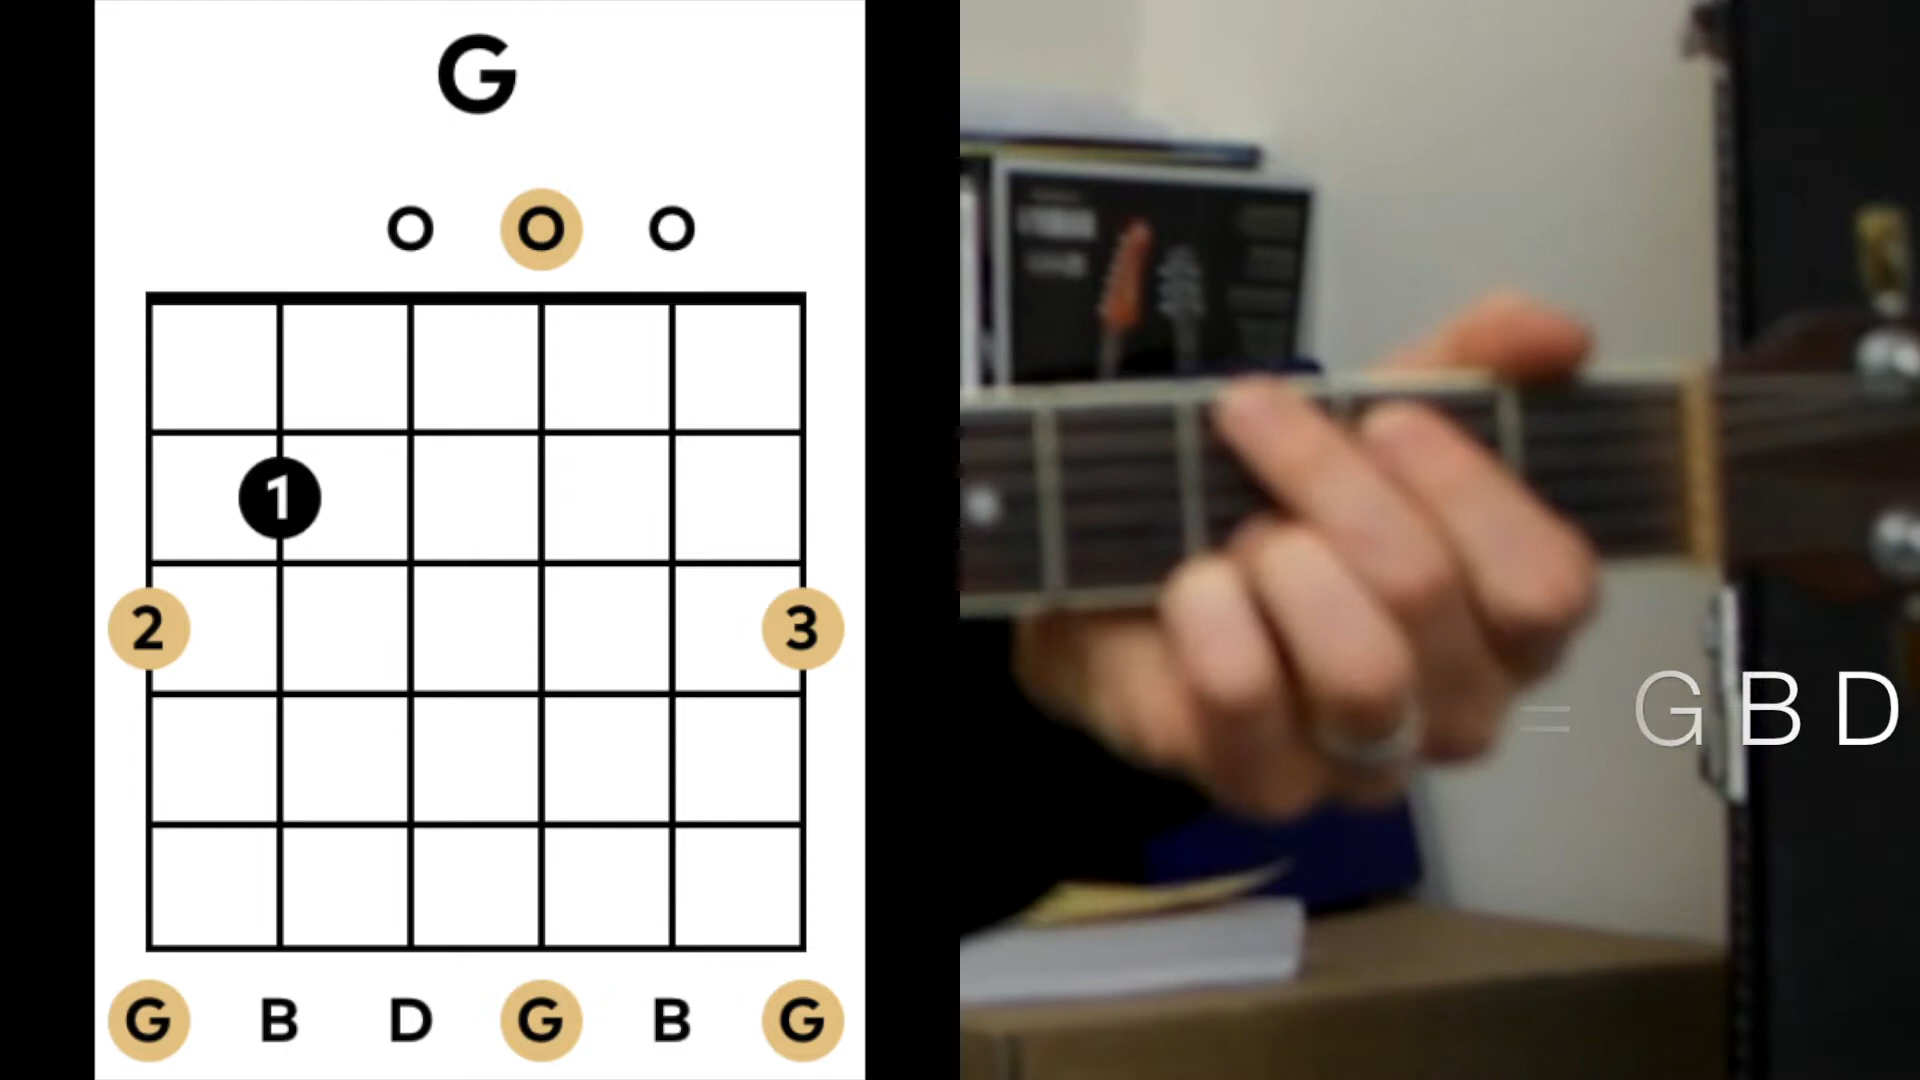 G
O O O
1
2 3
G B D G B G
= G B D